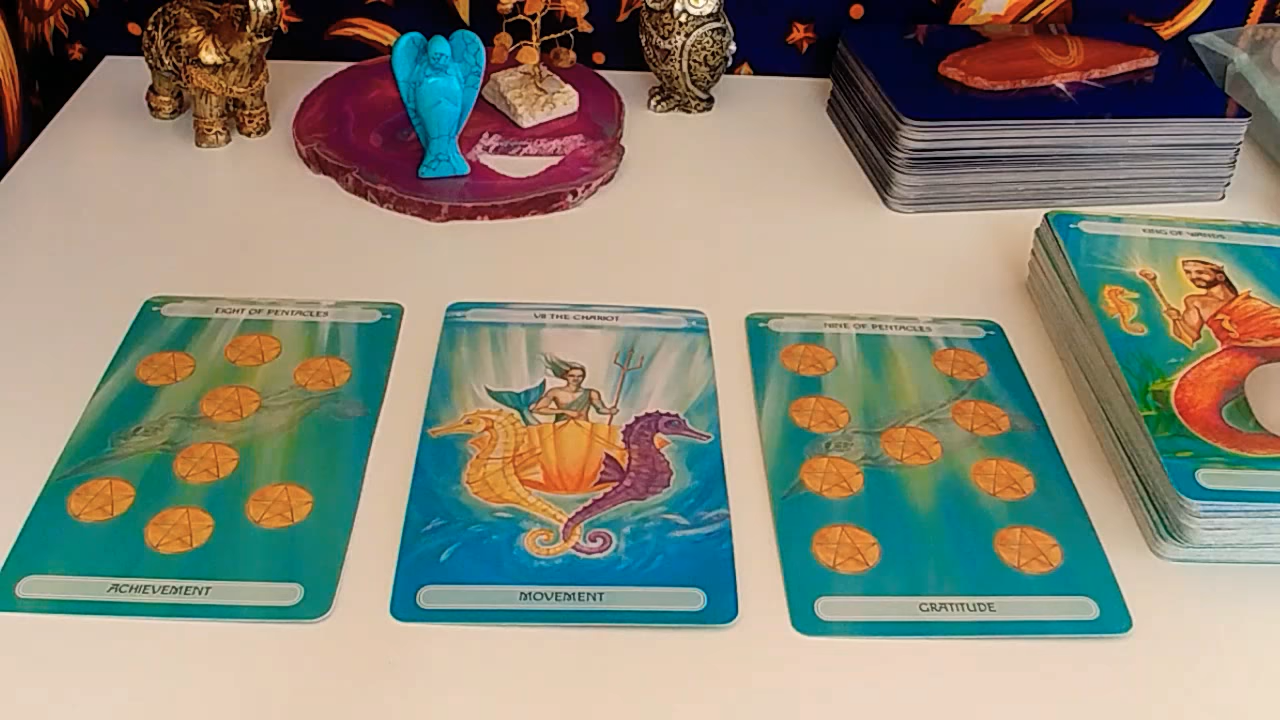 KING OF WANDS
EIGHT OF PENTACLES
VII THE CHARIOT
NINE OF PENTACLES
ACHIEVEMENT
MOVEMENT
GRATITUDE